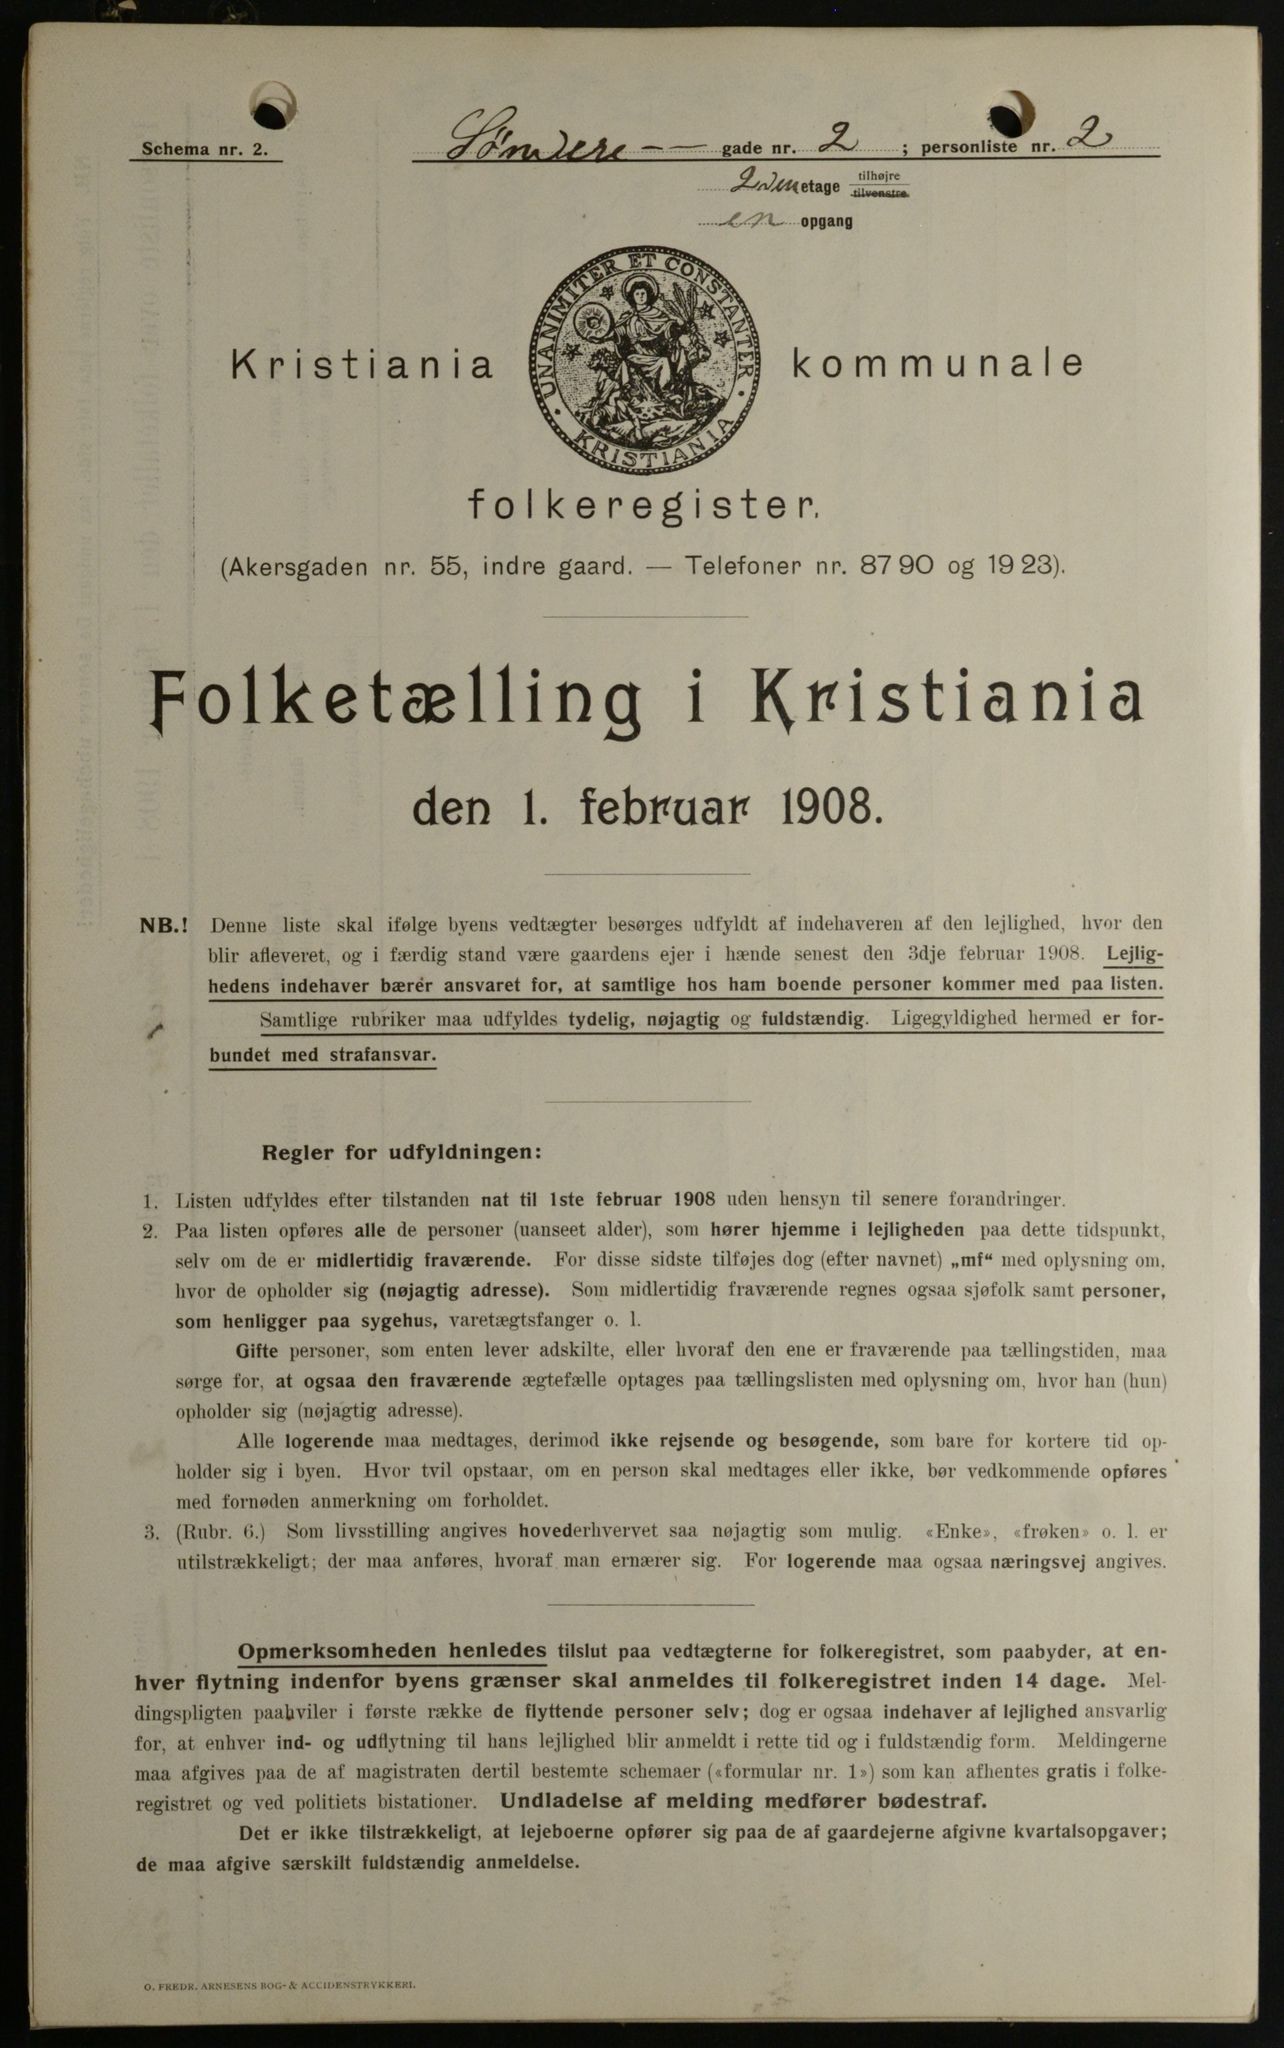 Schema nr. 2.
Søndre -- gade nr. 2 ; personliste nr. 2
2den etage tilhøjre
tilvenstre
en opgang
UNANIMITER ET CONSTANTER
KRISTIANIA
Kristiania kommunale
folkeregister.
(Akersgaden nr. 55, indre gaard. — Telefoner nr. 87 90 og 19 23).
Folketælling i Kristiania
den 1. februar 1908.
NB.! Denne liste skal ifølge byens vedtægter besørges udfyldt af indehaveren af den lejlighed, hvor den
blir afleveret, og i færdig stand være gaardens ejer i hænde senest den 3dje februar 1908. Lejlig-
hedens indehaver bærer ansvaret for, at samtlige hos ham boende personer kommer med paa listen.
Samtlige rubriker maa udfyldes tydelig, nøjagtig og fuldstændig. Ligegyldighed hermed er for-
bundet med strafansvar.
Regler for udfyldningen:
1. Listen udfyldes efter tilstanden nat til 1ste februar 1908 uden hensyn til senere forandringer.
2. Paa listen opføres alle de personer (uanseet alder), som hører hjemme i lejligheden paa dette tidspunkt,
selv om de er midlertidig fraværende. For disse sidste tilføjes dog (efter navnet) „mf“ med oplysning om,
hvor de opholder sig (nøjagtig adresse). Som midlertidig fraværende regnes ogsaa sjøfolk samt personer,
som henligger paa sygehus, varetægtsfanger o. l.
Gifte personer, som enten lever adskilte, eller hvoraf den ene er fraværende paa tællingstiden, maa
sørge for, at ogsaa den fraværende ægtefælle optages paa tællingslisten med oplysning om, hvor han (hun)
opholder sig (nøjagtig adresse).
Alle logerende maa medtages, derimod ikke rejsende og besøgende, som bare for kortere tid op-
holder sig i byen. Hvor tvil opstaar, om en person skal medtages eller ikke, bør vedkommende opføres
med fornøden anmerkning om forholdet.
3. (Rubr. 6.) Som livsstilling angives hovederhvervet saa nøjagtig som mulig. «Enke», «frøken» o. l. er
utilstrækkeligt; der maa anføres, hvoraf man ernærer sig. For logerende maa ogsaa næringsvej angives.
Opmerksomheden henledes tilslut paa vedtægterne for folkeregistret, som paabyder, at en-
hver flytning indenfor byens grænser skal anmeldes til folkeregistret inden 14 dage. Mel-
dingspligten paahviler i første række de flyttende personer selv; dog er ogsaa indehaver af lejlighed ansvarlig
for, at enhver ind- og udflytning til hans lejlighed blir anmeldt i rette tid og i fuldstændig form. Meldingerne
maa afgives paa de af magistraten dertil bestemte schemaer («formular nr. 1») som kan afhentes gratis i folke-
registret og ved politiets bistationer. Undladelse af melding medfører bødestraf.
Det er ikke tilstrækkeligt, at lejeboerne opfører sig paa de af gaardejerne afgivne kvartalsopgaver;
de maa afgive særskilt fuldstændig anmeldelse.
O. FREDR. ARNESENS BOG- & ACCIDENSTRYKKERI.